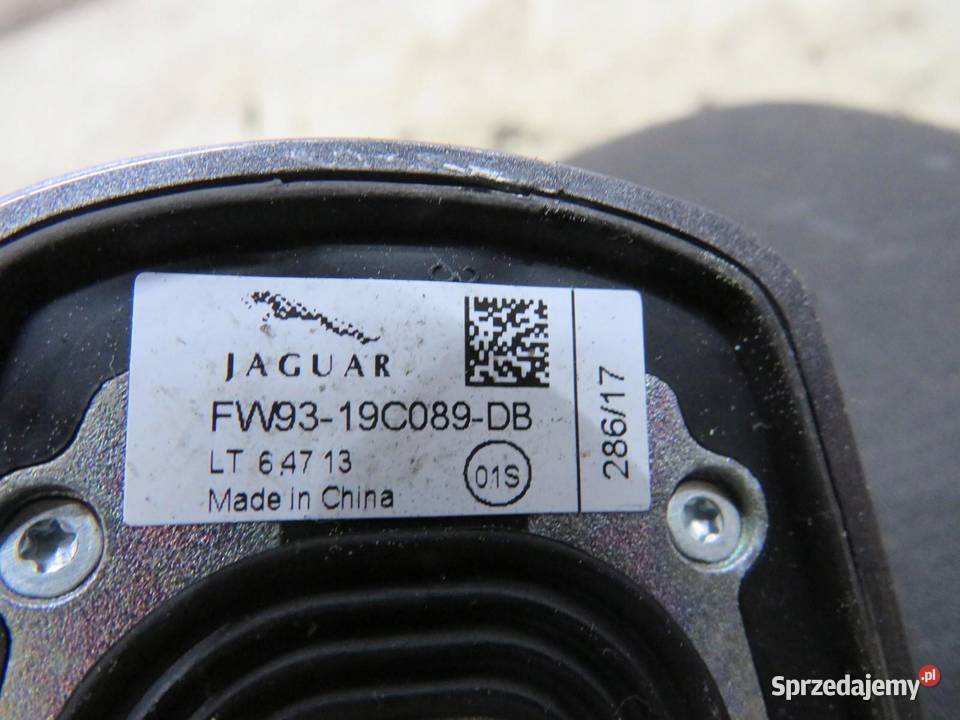 JAGUAR
FW93-19C089-DB
LT 6.47 13
01S
Made in China
286/17
Sprzedajemy.pl